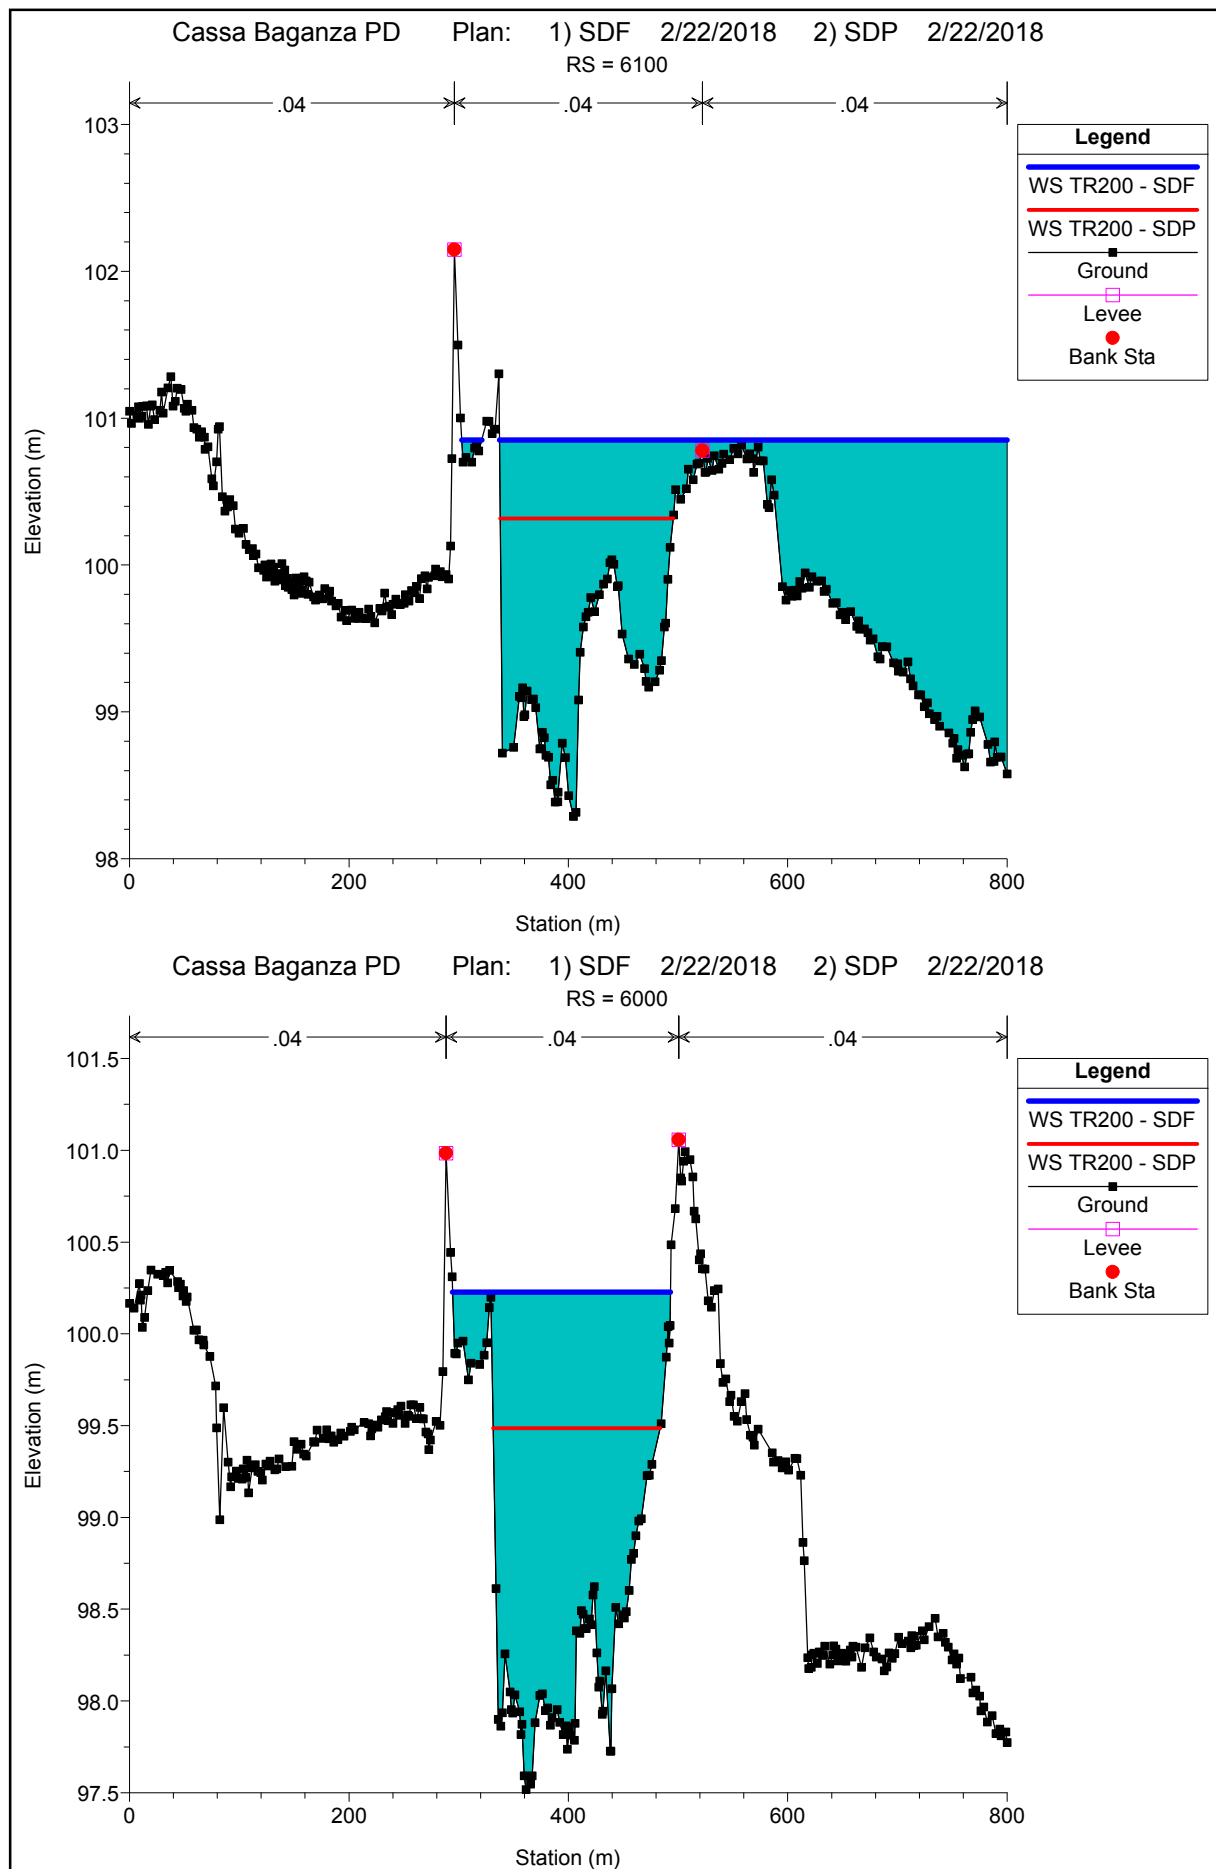 Cassa Baganza PD Plan: 1) SDF 2/22/2018 2) SDP 2/22/2018
RS = 6100
.04 .04 .04
103
102
101
100
99
98
Elevation (m)
0 200 400 600 800
Station (m)
Legend
WS TR200 - SDF
WS TR200 - SDP
Ground
Levee
Bank Sta
Cassa Baganza PD Plan: 1) SDF 2/22/2018 2) SDP 2/22/2018
RS = 6000
.04 .04 .04
101.5
101.0
100.5
100.0
99.5
99.0
98.5
98.0
97.5
Elevation (m)
0 200 400 600 800
Station (m)
Legend
WS TR200 - SDF
WS TR200 - SDP
Ground
Levee
Bank Sta